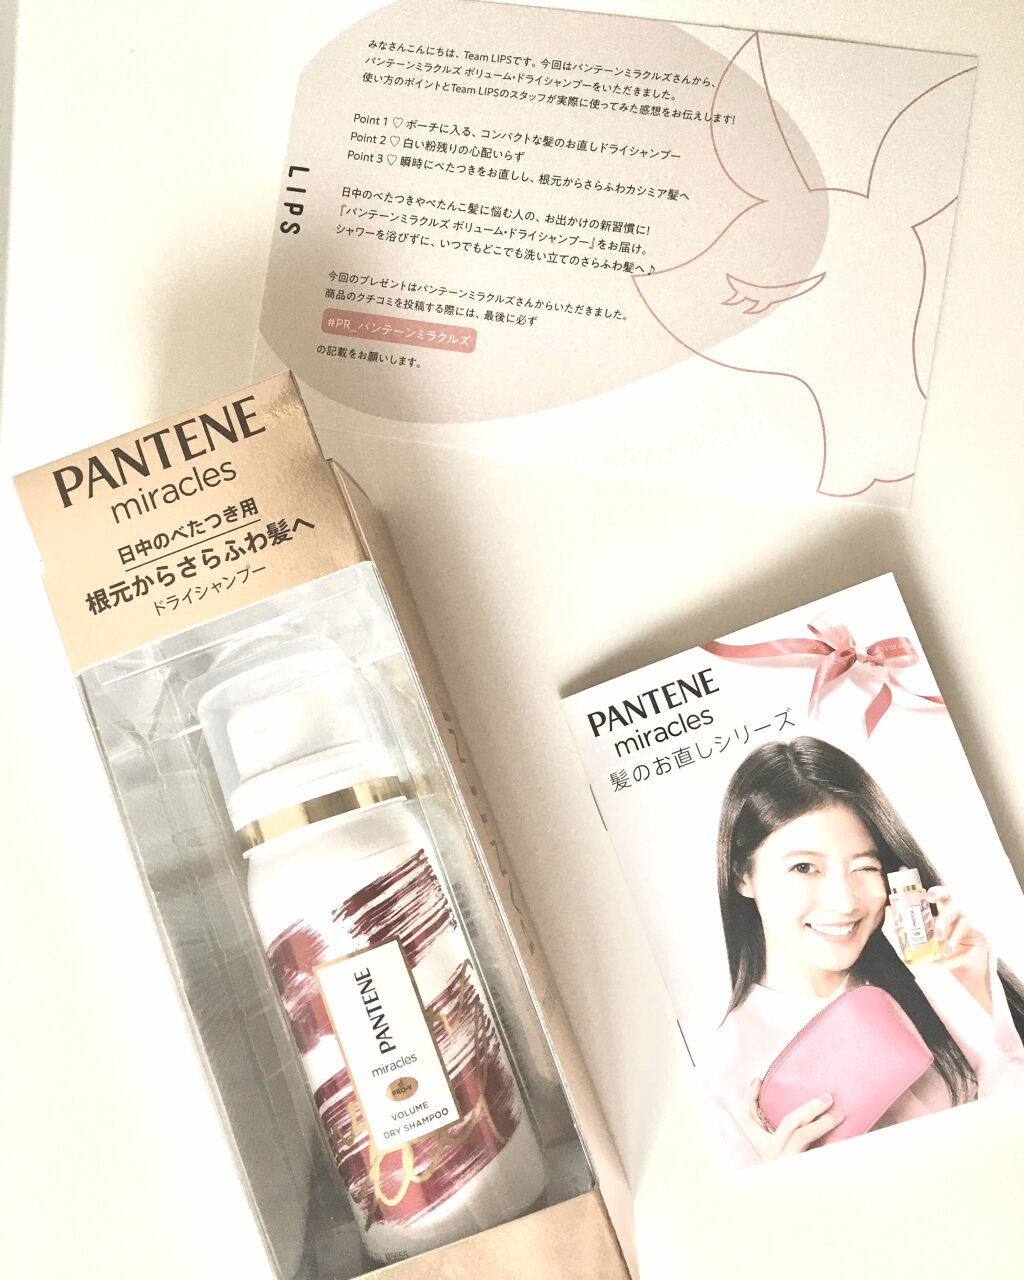 みなさんこんにちは、Team LIPSです。今回はパンテーンミラクルズさんから、
パンテーンミラクルズ ボリューム・ドライシャンプーをいただきました。
使い方のポイントとTeam LIPSのスタッフが実際に使ってみた感想をお伝えします!
Point 1 ♡ ポーチに入る、コンパクトな髪のお直しドライシャンプー
Point 2 ♡ 白い粉残りの心配いらず
Point 3 ♡ 瞬時にべたつきをお直しし、根元からさらふわカシミア髪へ
日中のべたつきやぺたんこ髪に悩む人の、お出かけの新習慣に!
『パンテーンミラクルズ ボリューム・ドライシャンプー』をお届け。
シャワーを浴びずに、いつでもどこでも洗い立てのさらふわ髪へ♪
今回のプレゼントはパンテーンミラクルズさんからいただきました。
商品のクチコミを投稿する際には、最後に必ず
#PR_パンテーンミラクルズ
の記載をお願いします。
LIPS
PANTENE
miracles
日中のべたつき用
根元からさらふわ髪へ
ドライシャンプー
PANTENE
miracles
PRO-V
VOLUME
DRY SHAMPOO
PANTENE
miracles
髪のお直しシリーズ
miracles
PANTENE